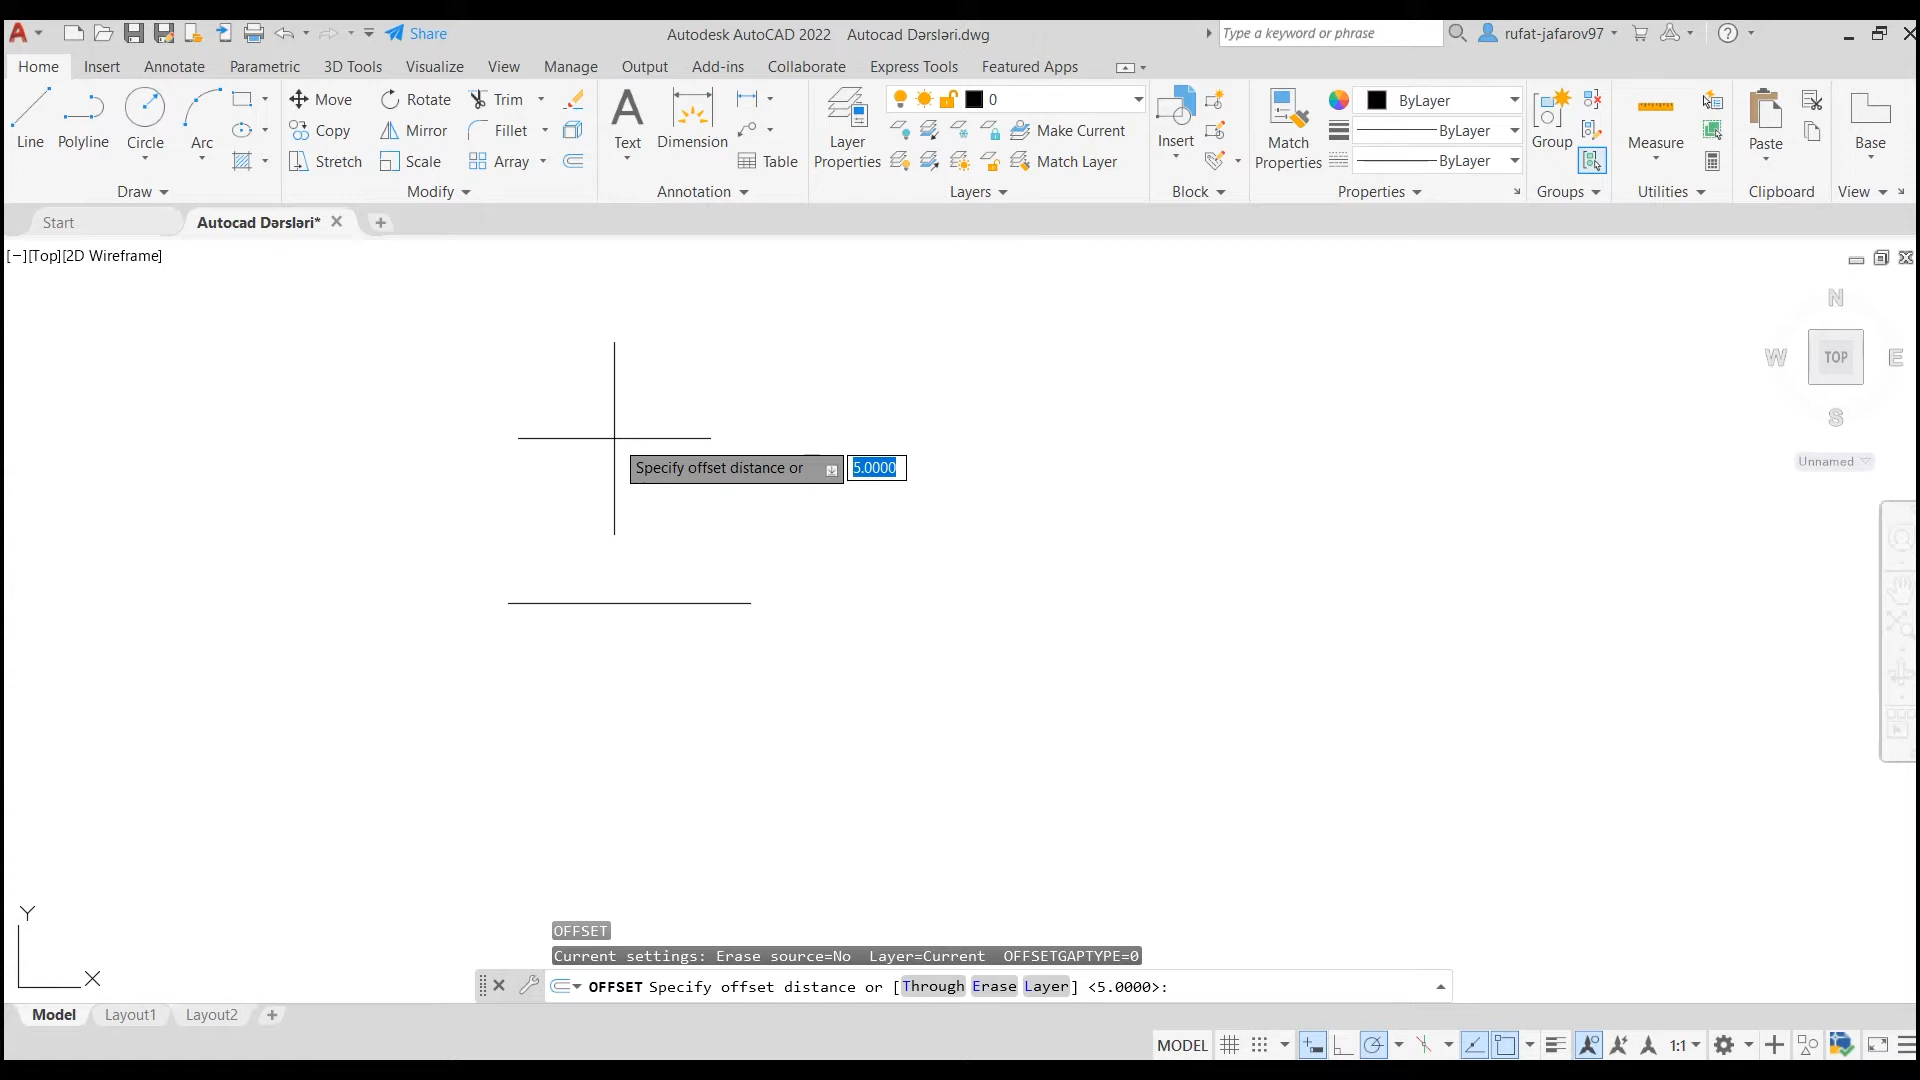 Share
Autodesk AutoCAD 2022 Autocad Dərsləri.dwg
Type a keyword or phrase
rufat-jafarov97
Home Insert Annotate Parametric 3D Tools Visualize View Manage Output Add-ins Collaborate Express Tools Featured Apps
Line
Polyline
Circle
Arc
Draw
Move Rotate Trim
Copy Mirror Fillet
Stretch Scale Array
Modify
Text
Dimension
Table
Annotation
Layer
Properties
0
Make Current
Match Layer
Layers
Insert
Block
Match
Properties
ByLayer
ByLayer
ByLayer
Properties
Group
Groups
Measure
Utilities
Paste
Clipboard
Base
View
Start
Autocad Dərsləri*
[−][Top][2D Wireframe]
N
W TOP E
S
Unnamed
Specify offset distance or 5.0000
Y
X
OFFSET
Current settings: Erase source=No Layer=Current OFFSETGAPTYPE=0
OFFSET Specify offset distance or [Through Erase Layer] <5.0000>:
Model Layout1 Layout2
MODEL
1:1